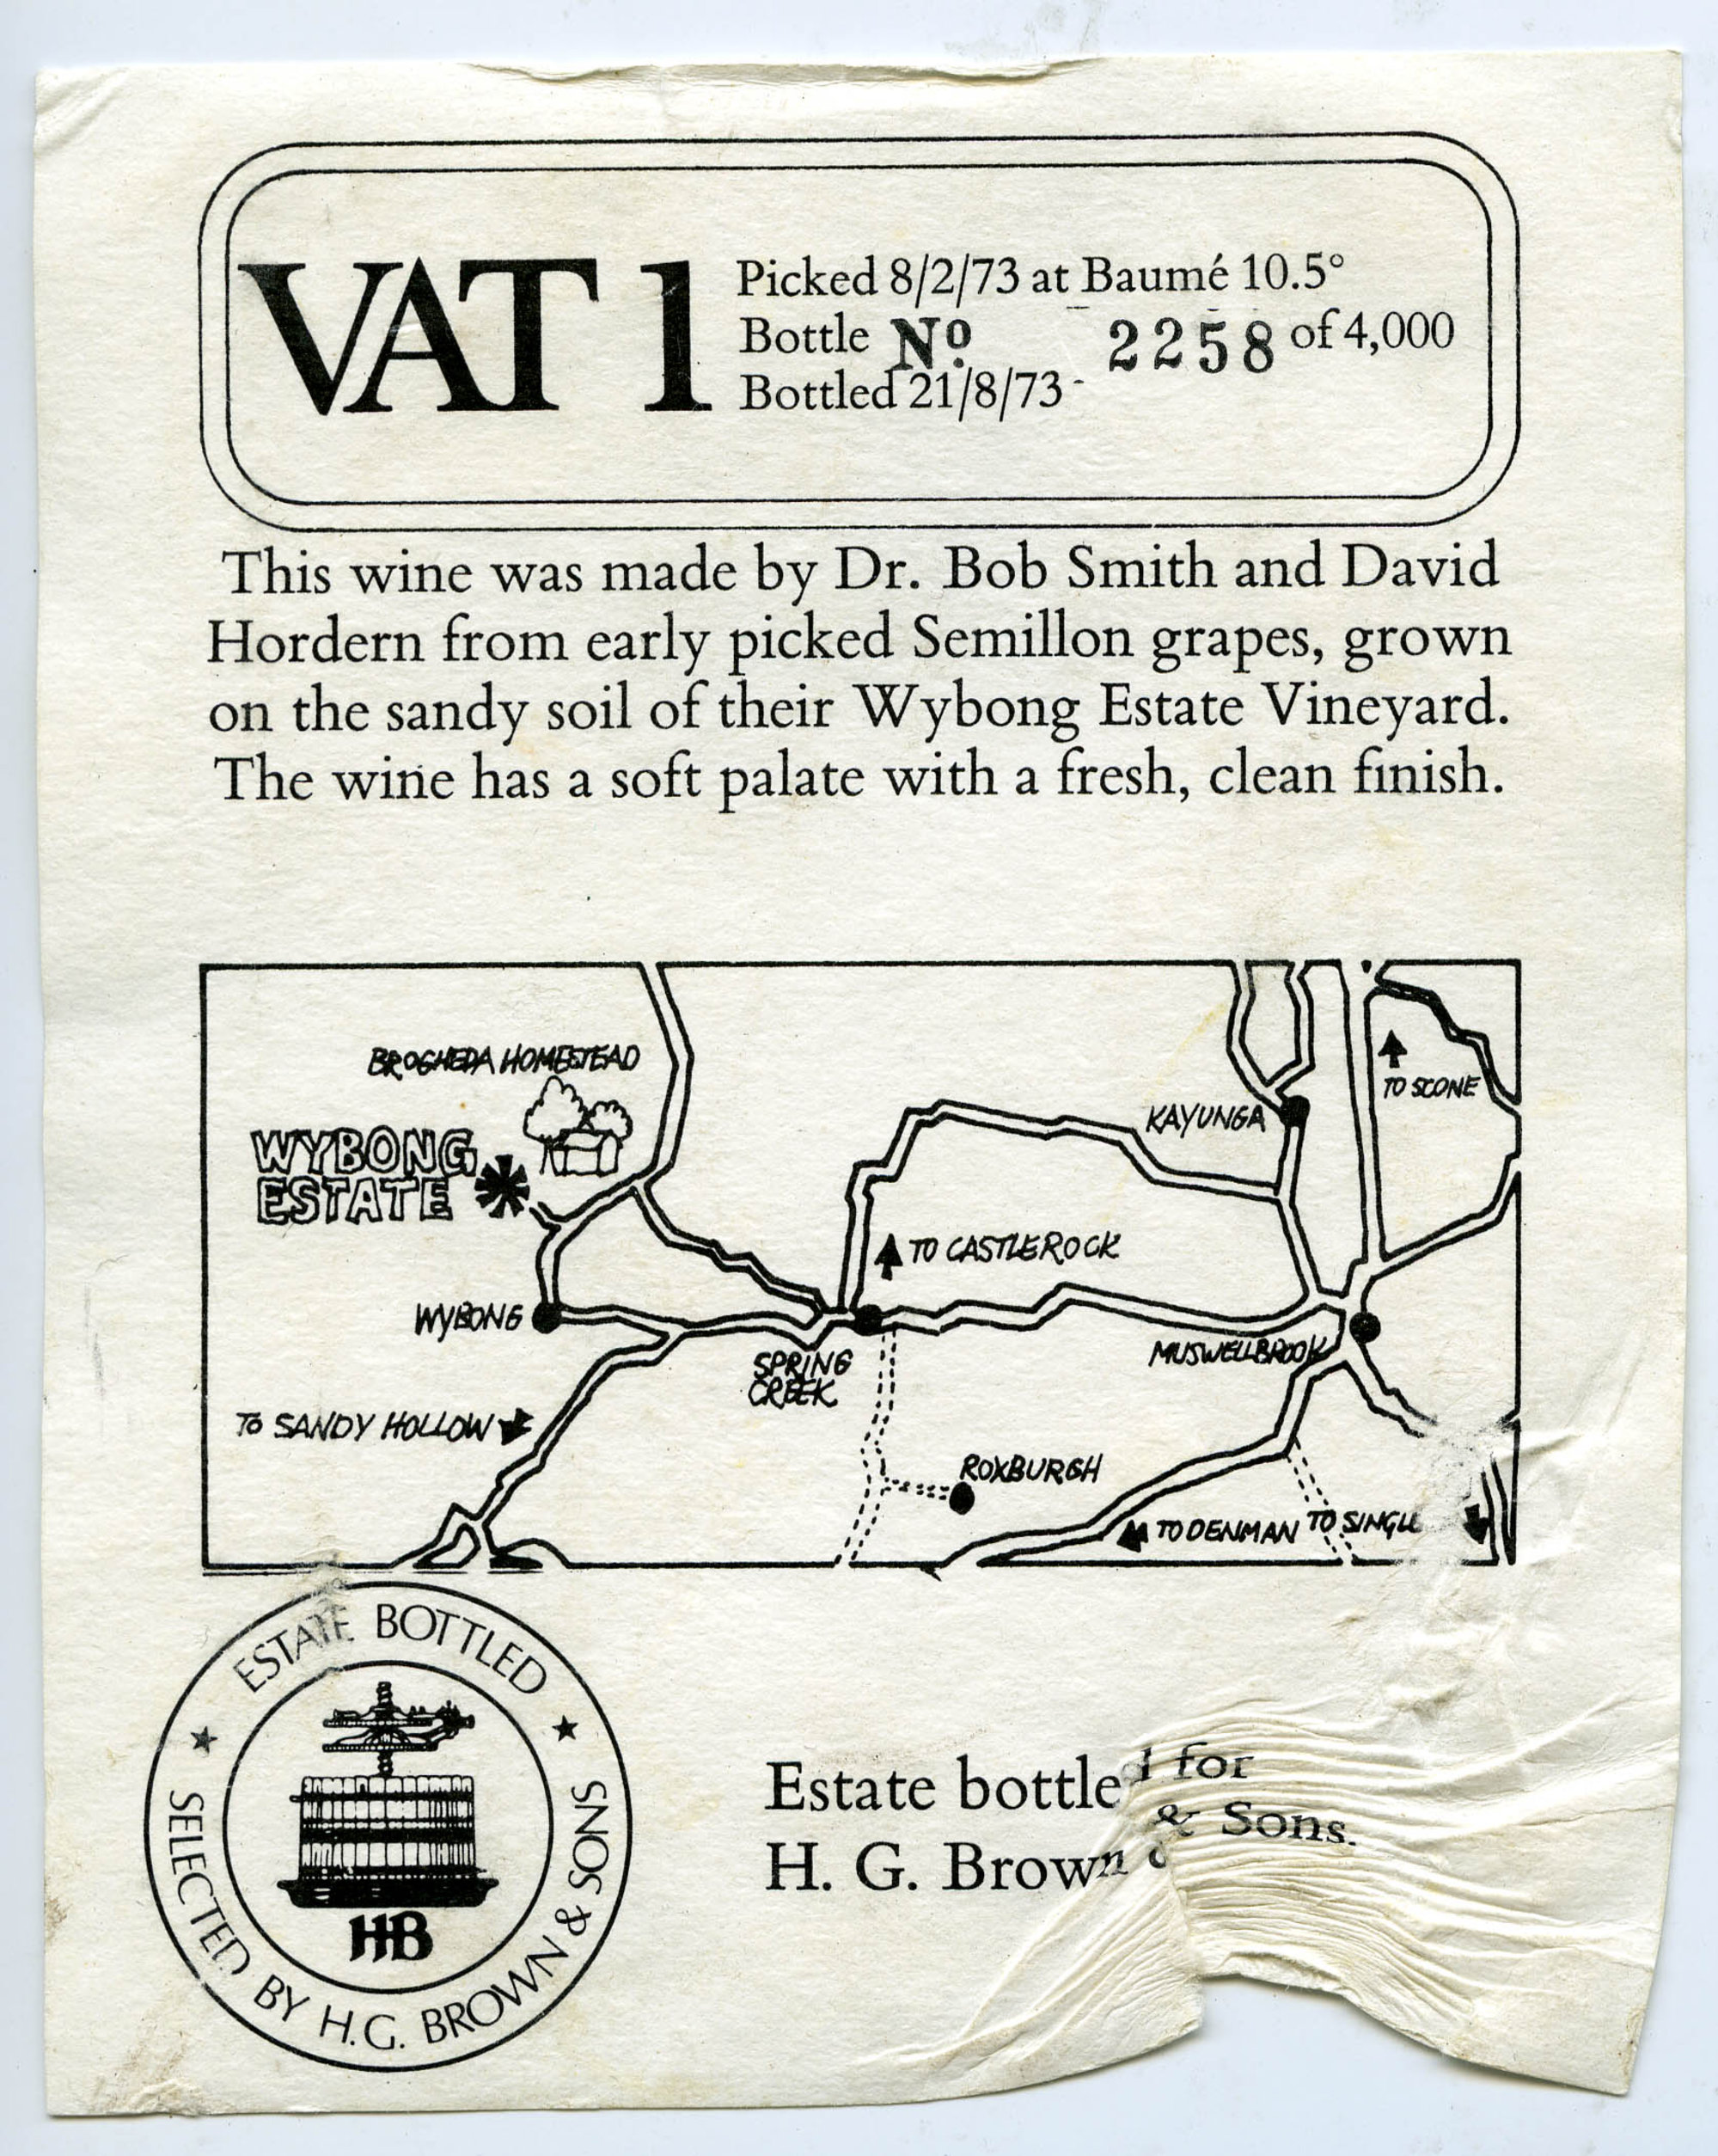 VAT 1
Picked 8/2/73 at Baumé 10.5°
Bottle Nº 2258 of 4,000
Bottled 21/8/73
This wine was made by Dr. Bob Smith and David
Hordern from early picked Semillon grapes, grown
on the sandy soil of their Wybong Estate Vineyard.
The wine has a soft palate with a fresh, clean finish.
BROGHEDA HOMESTEAD
WYBONG
ESTATE
TO SCONE
KAYUNGA
TO CASTLEROCK
WYBONG
SPRING
CREEK
MUSWELLBROOK
TO SANDY HOLLOW
ROXBURGH
TO DENMAN
TO SINGLE
ESTATE BOTTLED
SELECTED BY H.G. BROWN & SONS
HB
Estate bottled for
H. G. Brown & Sons.